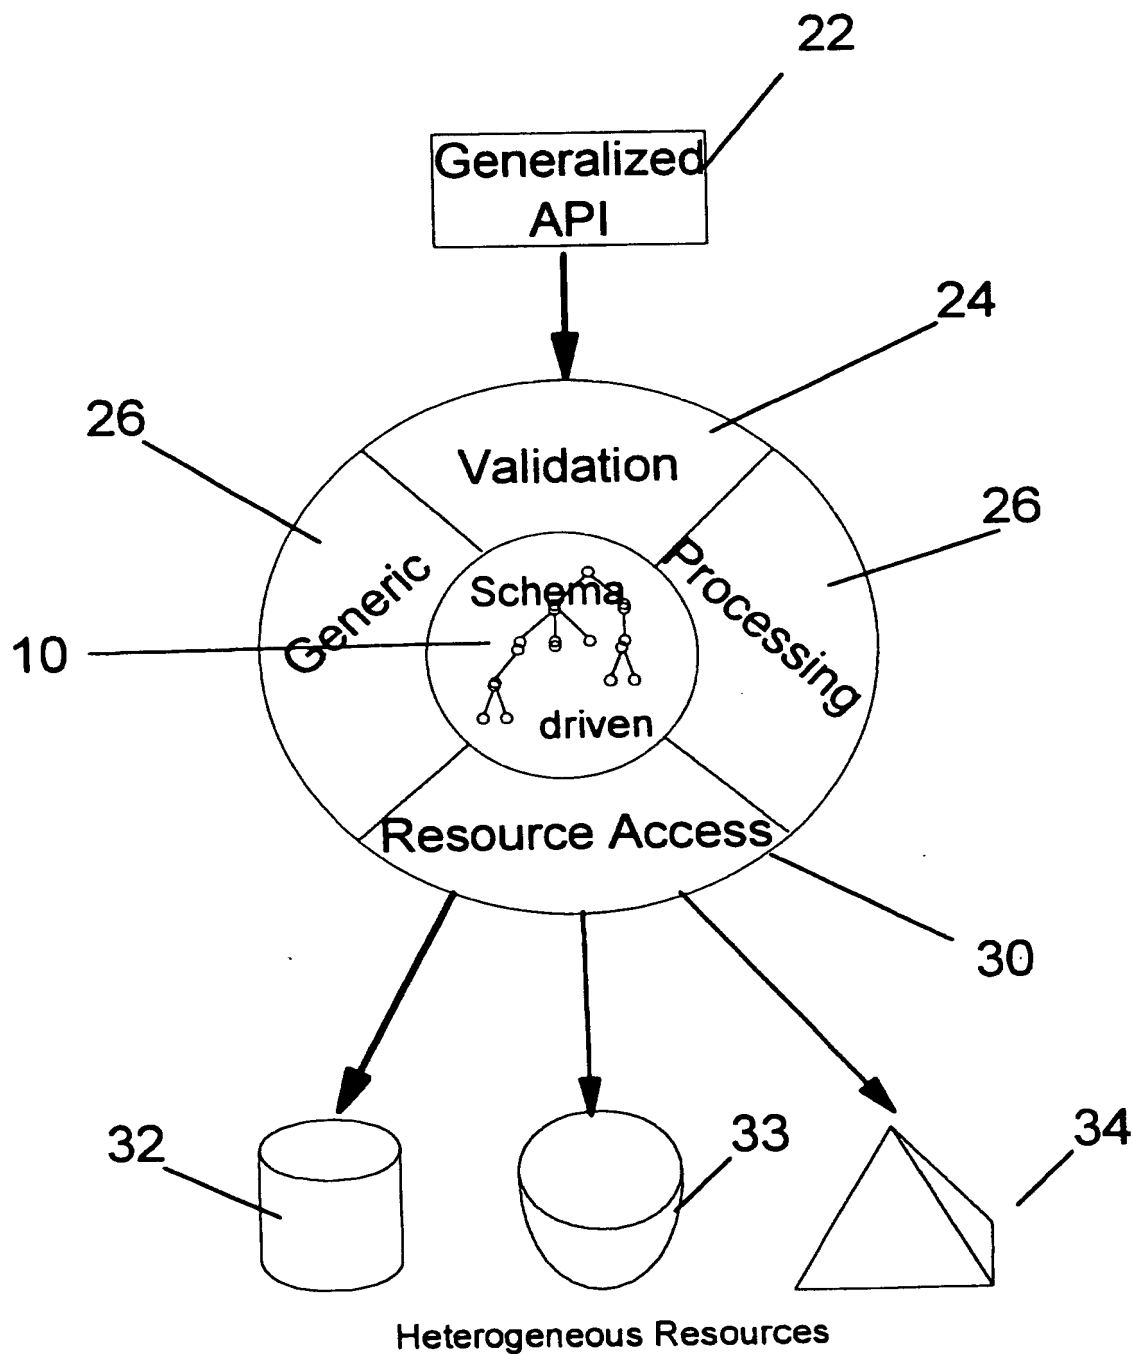 22
Generalized
API
24
26
Validation
26
Generic
Processing
Schema
10
driven
Resource Access
30
32
33
34
Heterogeneous Resources